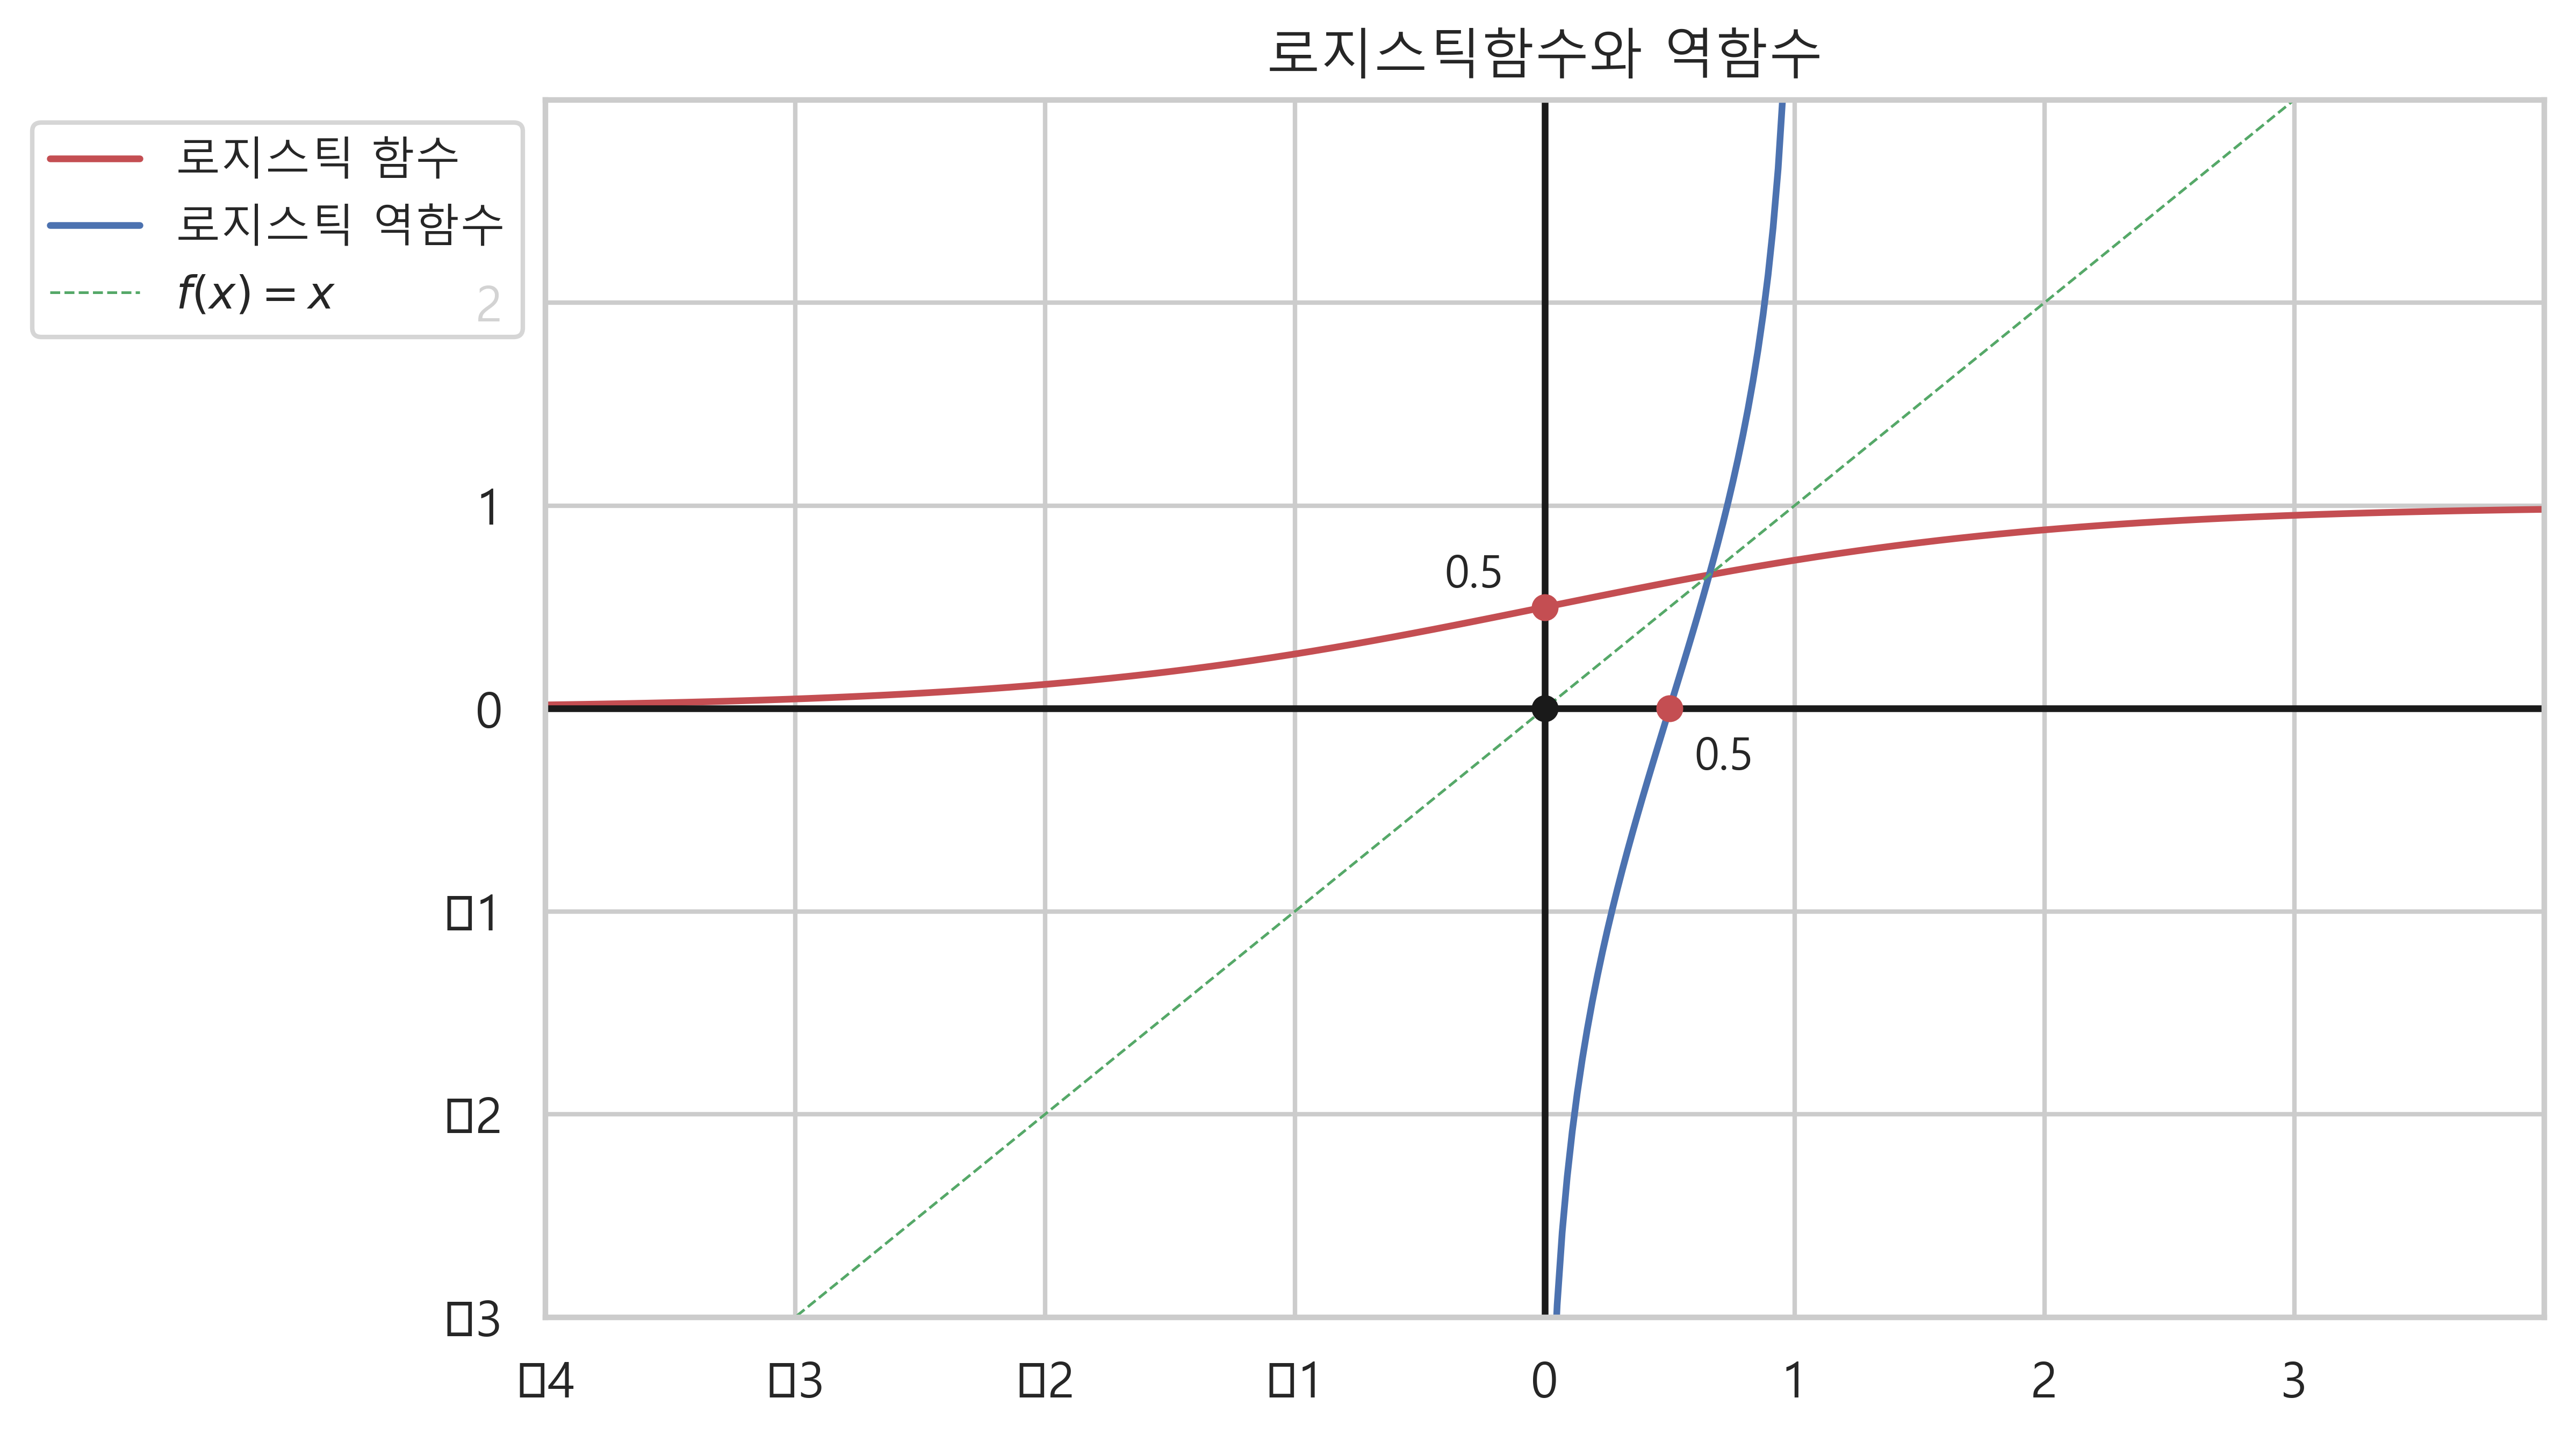 로지스틱함수와 역함수
로지스틱 함수
로지스틱 역함수
f(x) = x
2
1
0.5
0
0.5
▯1
▯2
▯3
▯4 ▯3 ▯2 ▯1 0 1 2 3